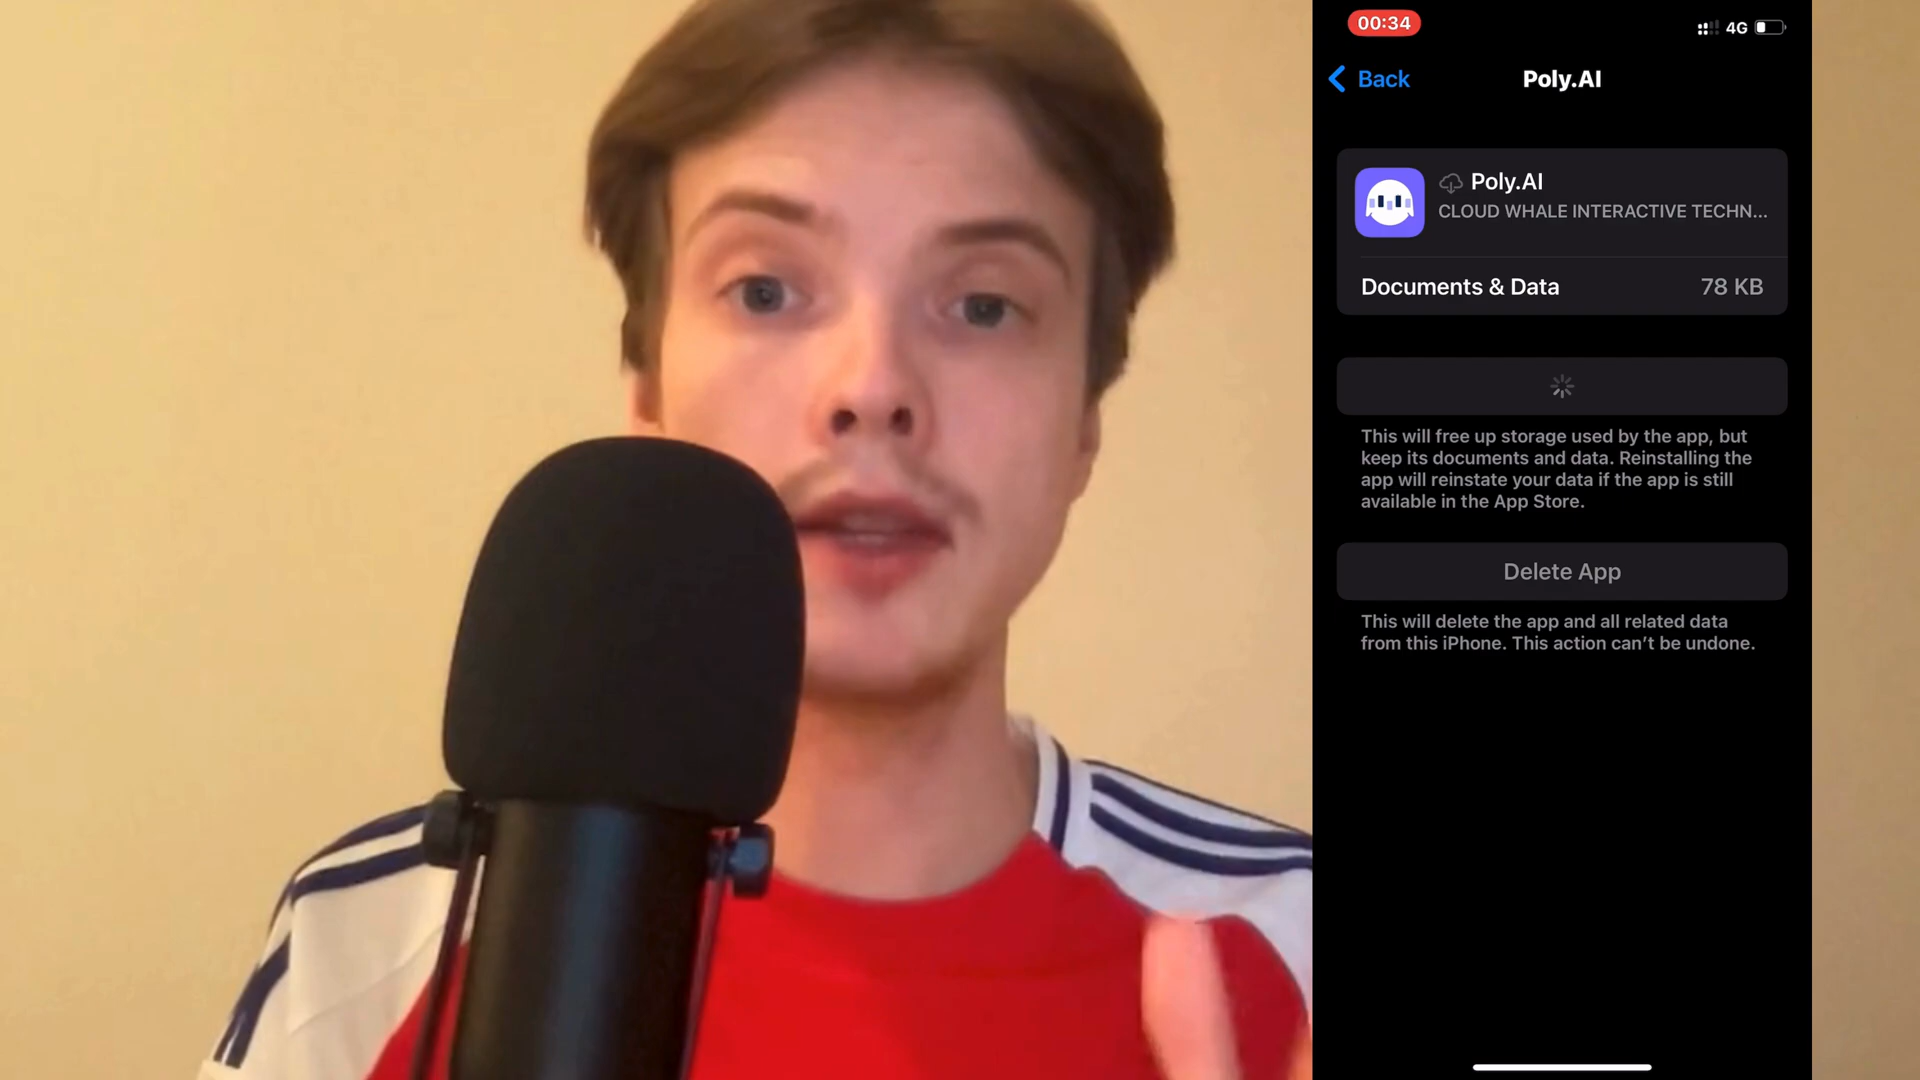 00:34
4G
Back
Poly.AI
Poly.AI
CLOUD WHALE INTERACTIVE TECHN...
Documents & Data
78 KB
This will free up storage used by the app, but
keep its documents and data. Reinstalling the
app will reinstate your data if the app is still
available in the App Store.
Delete App
This will delete the app and all related data
from this iPhone. This action can’t be undone.